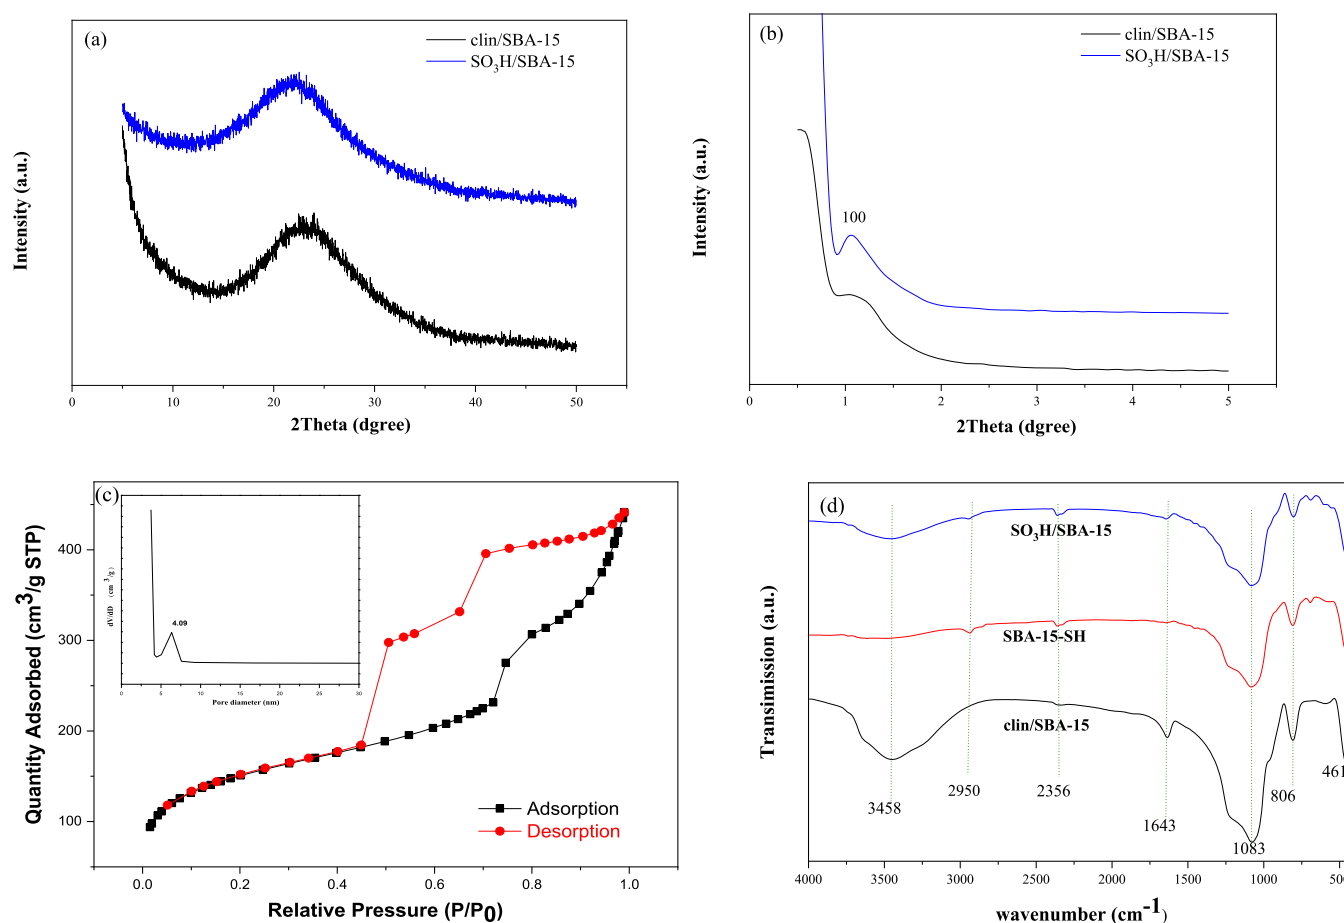 (a)
clin/SBA-15
SO3H/SBA-15
Intensity (a.u.)
0 10 20 30 40 50
2Theta (dgree)
(b)
clin/SBA-15
SO3H/SBA-15
100
Intensity (a.u.)
0 1 2 3 4 5
2Theta (dgree)
(c)
400
300
200
100
Quantity Adsorbed (cm3/g STP)
dV/dD (cm3/g)
4.09
0 5 10 15 20 25 30
Pore diameter (nm)
Adsorption
Desorption
0.0 0.2 0.4 0.6 0.8 1.0
Relative Pressure (P/P0)
(d)
SO3H/SBA-15
SBA-15-SH
clin/SBA-15
Transimission (a.u.)
3458
2950
2356
1643
1083
806
461
4000 3500 3000 2500 2000 1500 1000 500
wavenumber (cm-1)